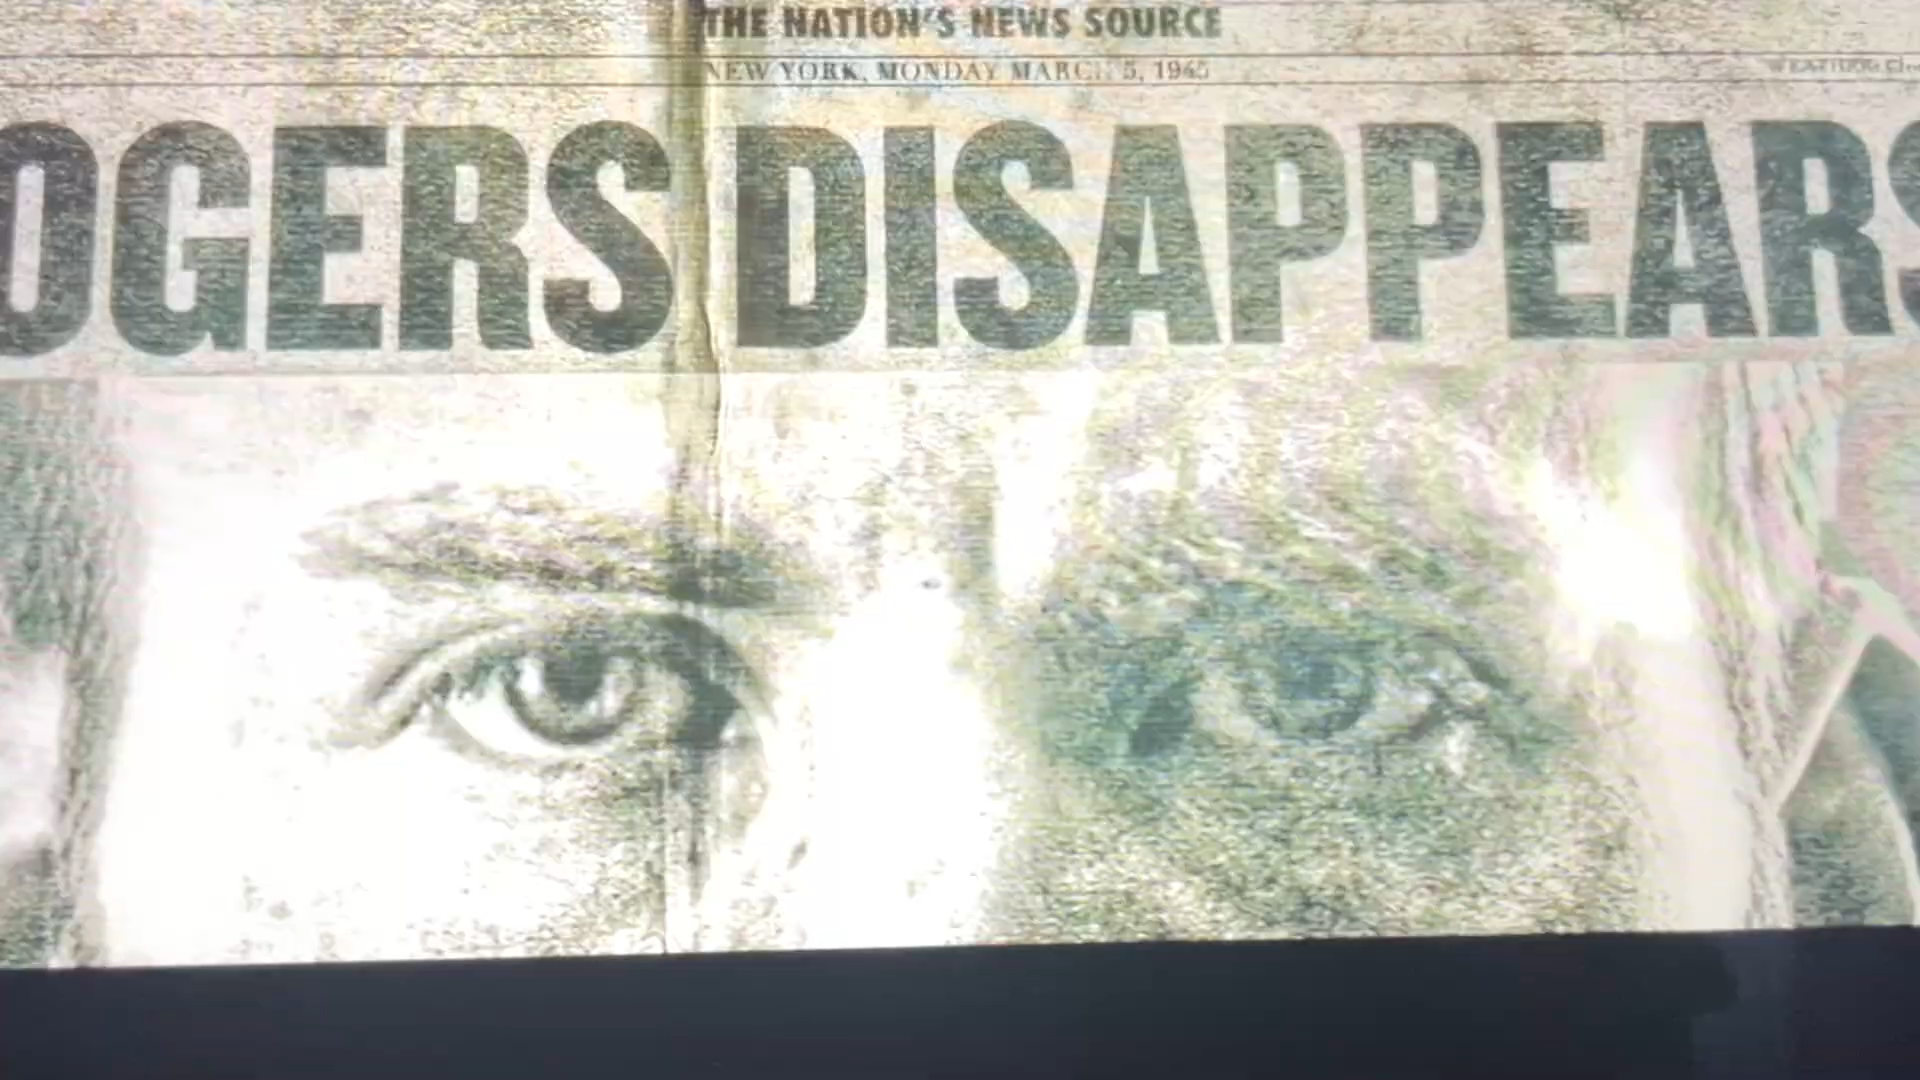 THE NATION'S NEWS SOURCE
NEW YORK, MONDAY MARCH 5, 1945
OGERS DISAPPEARS